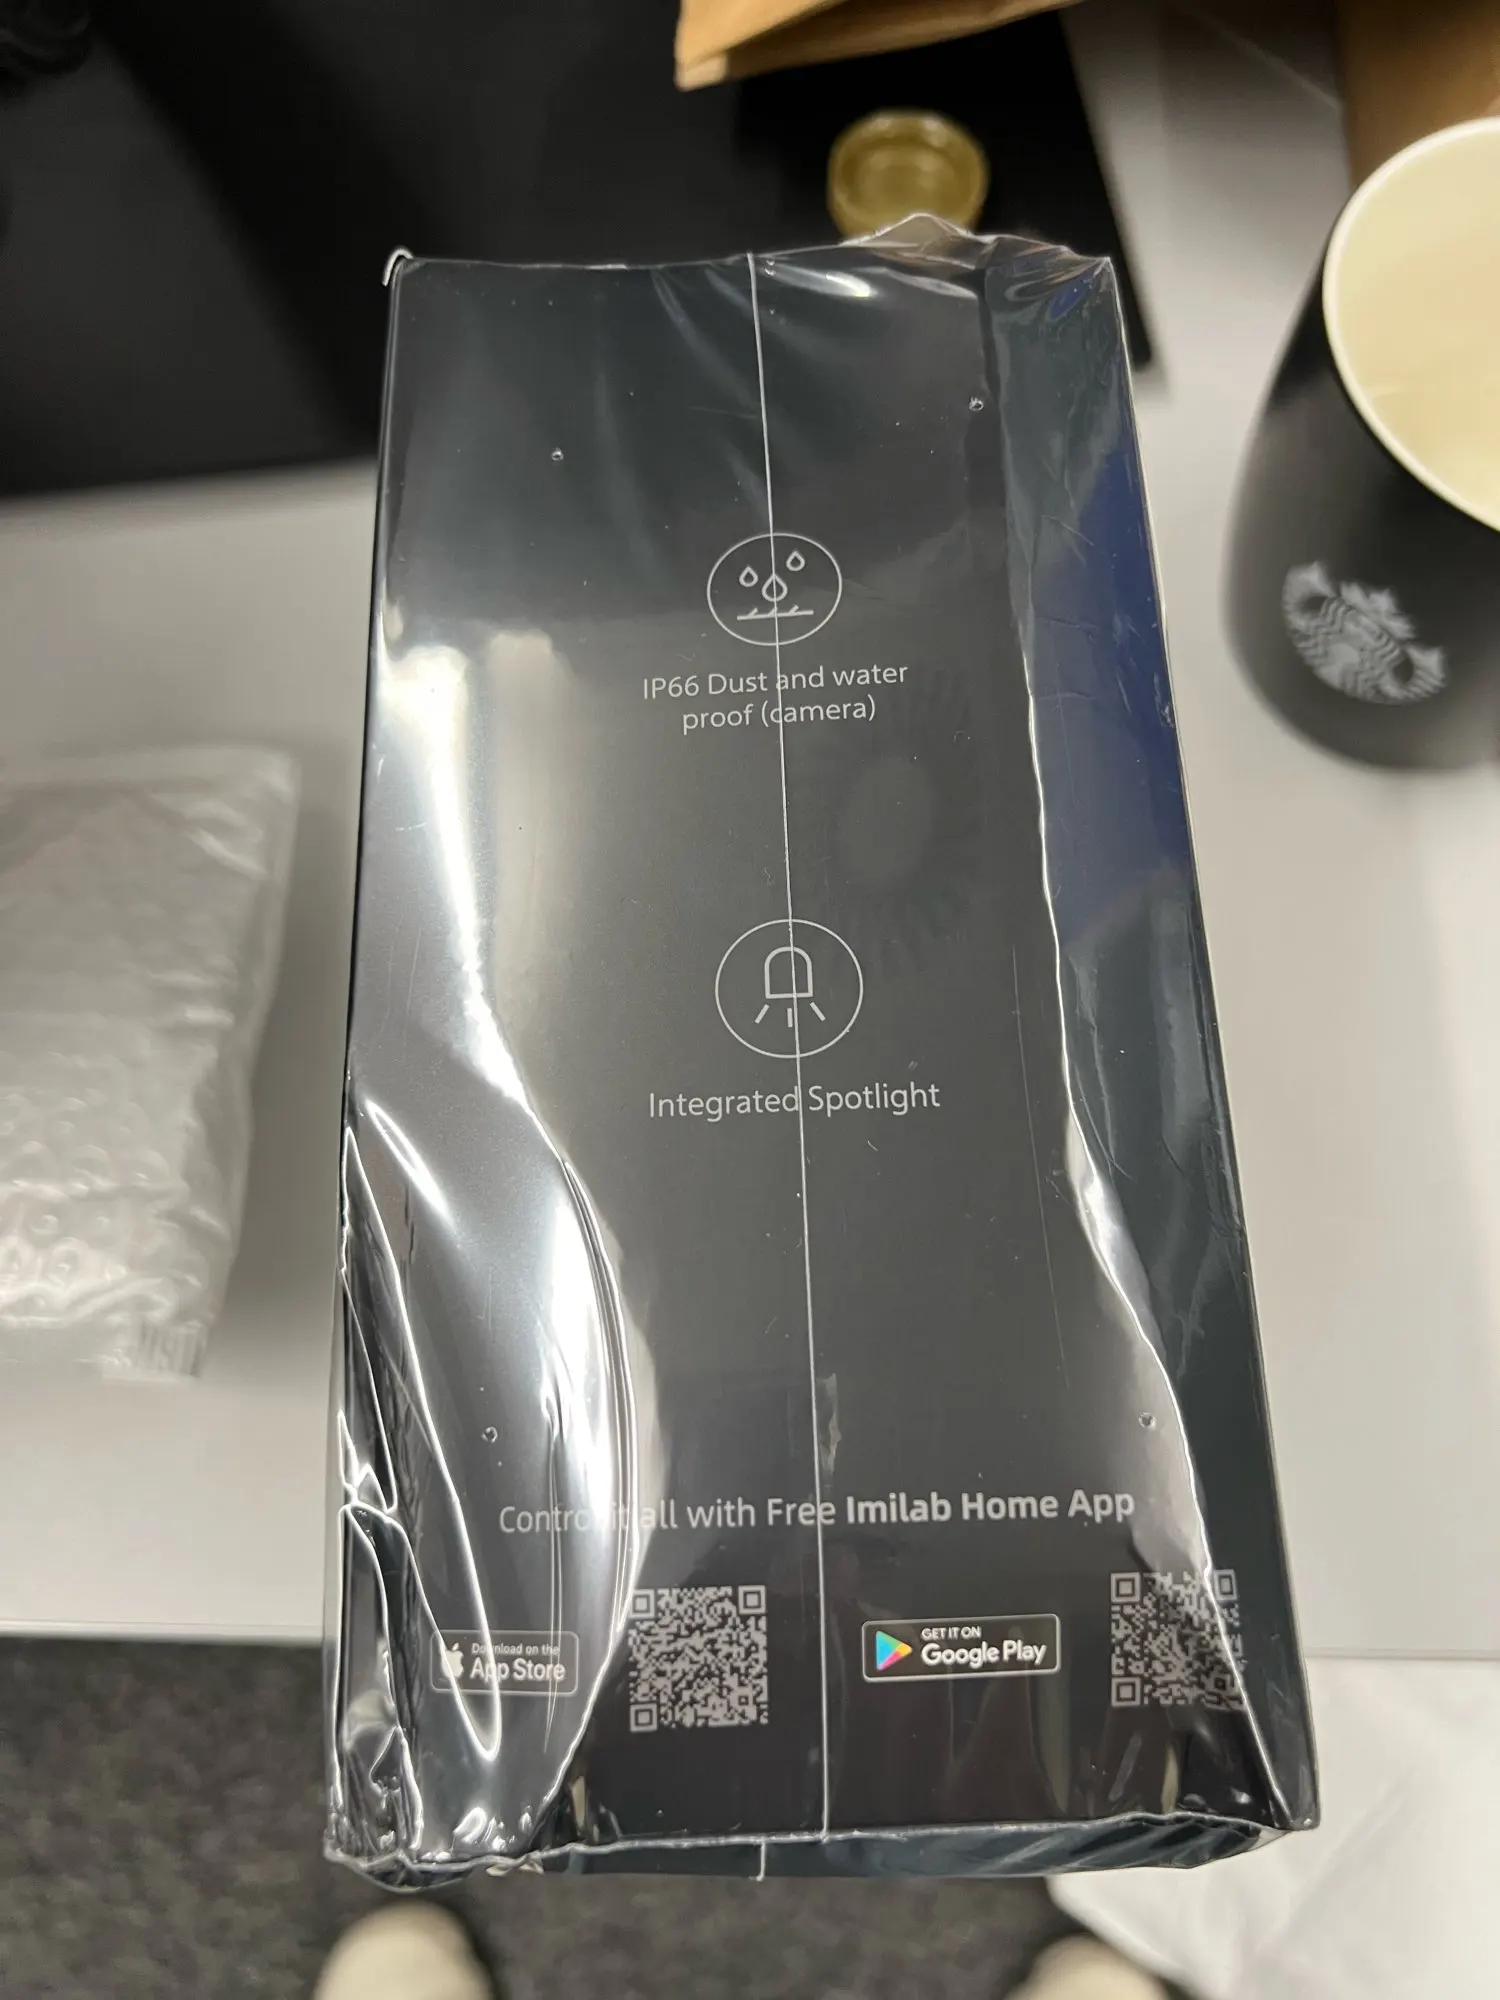 IP66 Dust and water
proof (camera)
Integrated Spotlight
Control it all with Free Imilab Home App
Download on the
App Store
GET IT ON
Google Play